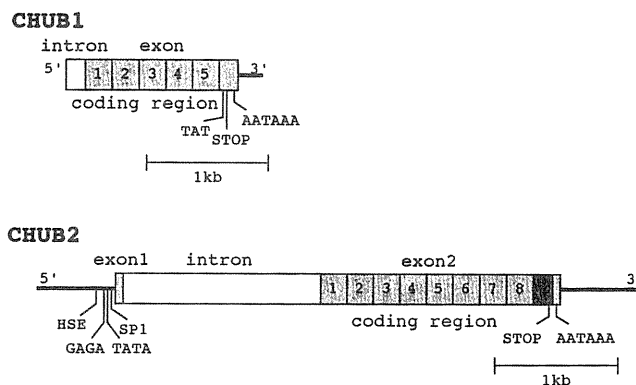 CHUB1
intron exon
5' 1 2 3 4 5 3'
coding region
AATAAA
TAT
STOP
1kb
CHUB2
exon1 intron exon2
5' 1 2 3 4 5 6 7 8 3
coding region
HSE SP1 STOP AATAAA
GAGA TATA
1kb